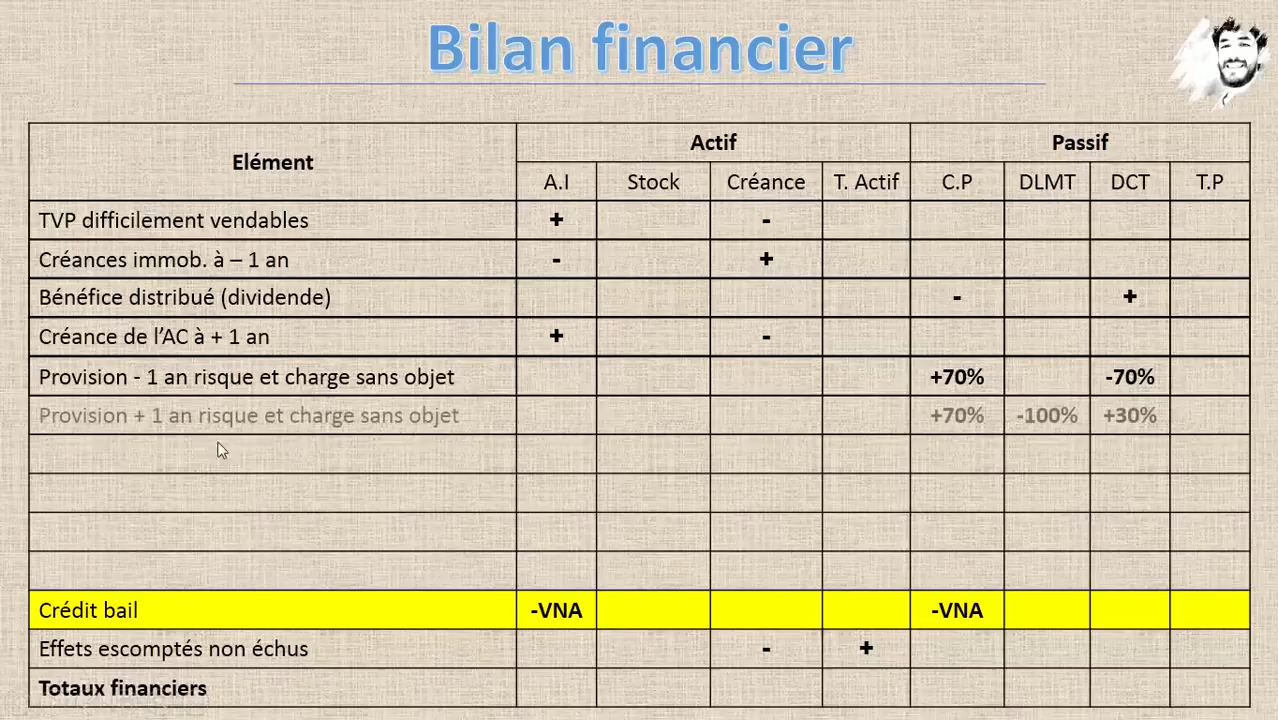 Bilan financier
Elément Actif Passif
A.I Stock Créance T. Actif C.P DLMT DCT T.P
TVP difficilement vendables + -
Créances immob. à – 1 an - +
Bénéfice distribué (dividende) - +
Créance de l’AC à + 1 an + -
Provision - 1 an risque et charge sans objet +70% -70%
Provision + 1 an risque et charge sans objet +70% -100% +30%
Crédit bail -VNA -VNA
Effets escomptés non échus - +
Totaux financiers